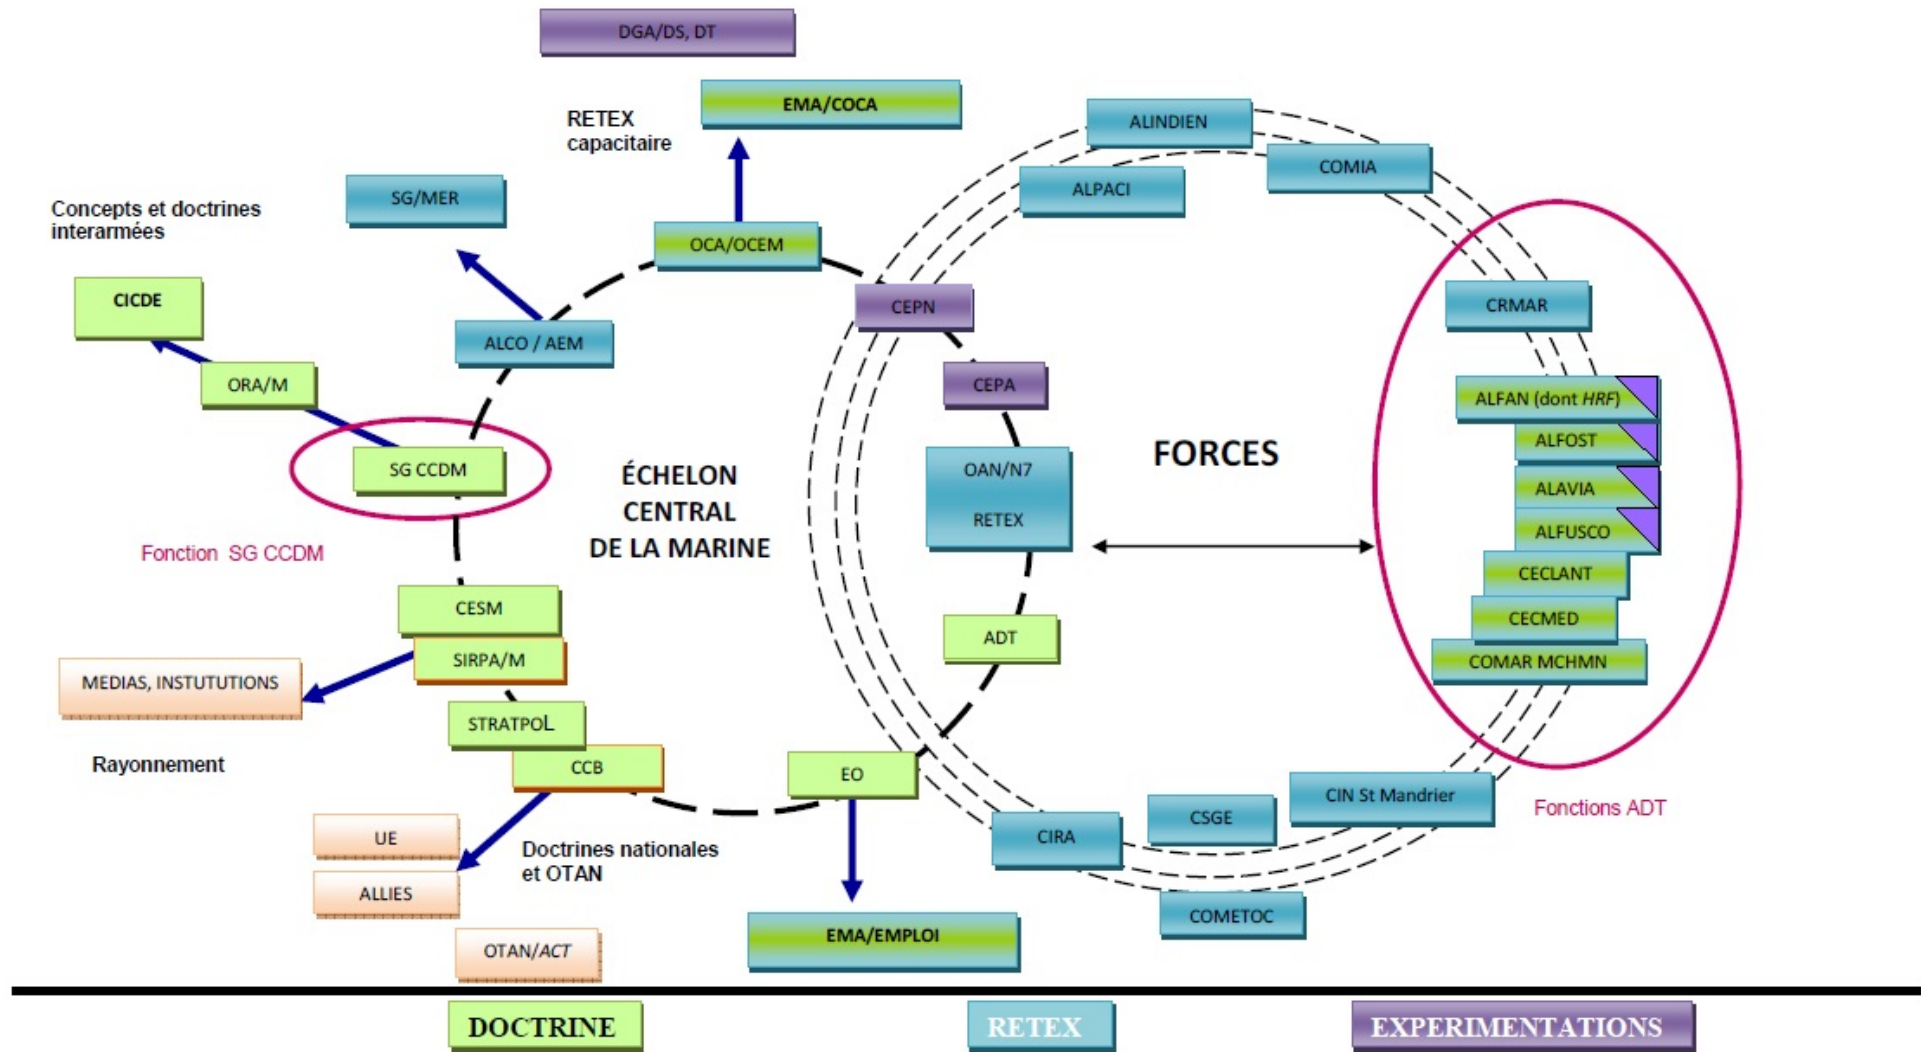 DGA/DS, DT
EMA/COCA
RETEX
capacitaire
ALINDIEN
COMIA
ALPACI
SG/MER
Concepts et doctrines
interarmées
OCA/OCEM
CICDE
CEPN
CRMAR
ALCO / AEM
ORA/M
CEPA
ALFAN (dont HRF)
ALFOST
SG CCDM
ÉCHELON
CENTRAL
DE LA MARINE
OAN/N7
RETEX
FORCES
ALAVIA
ALFUSCO
Fonction SG CCDM
CECLANT
CESM
CECMED
ADT
SIRPA/M
COMAR MCHMN
MEDIAS, INSTUTUTIONS
STRATPOL
Rayonnement
CCB
EO
CIN St Mandrier
Fonctions ADT
CSGE
CIRA
UE
Doctrines nationales
et OTAN
ALLIES
COMETOC
EMA/EMPLOI
OTAN/ACT
DOCTRINE
RETEX
EXPERIMENTATIONS